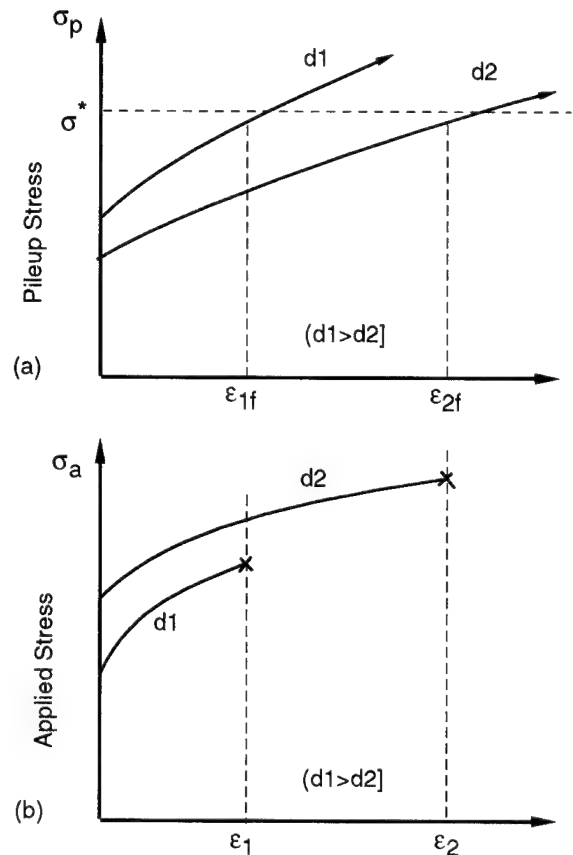 σp
d1
d2
σ*
Pileup Stress
(d1>d2]
(a)
ε1f
ε2f
σa
d2
d1
Applied Stress
(d1>d2]
(b)
ε1
ε2